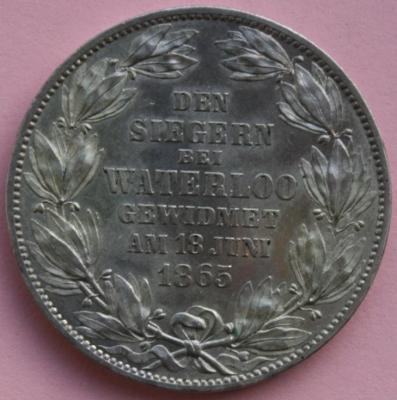 DEN
SIEGERN
BEI
WATERLOO
GEWIDMET
AM 18 JUNI
1865